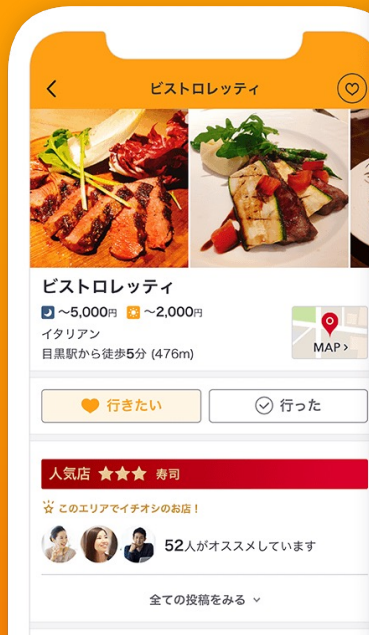 ビストロレッティ
ビストロレッティ
～5,000円 ～2,000円
イタリアン
目黒駅から徒歩5分 (476m)
MAP
行きたい
行った
人気店 ★★★ 寿司
このエリアでイチオシのお店！
52人がオススメしています
全ての投稿をみる